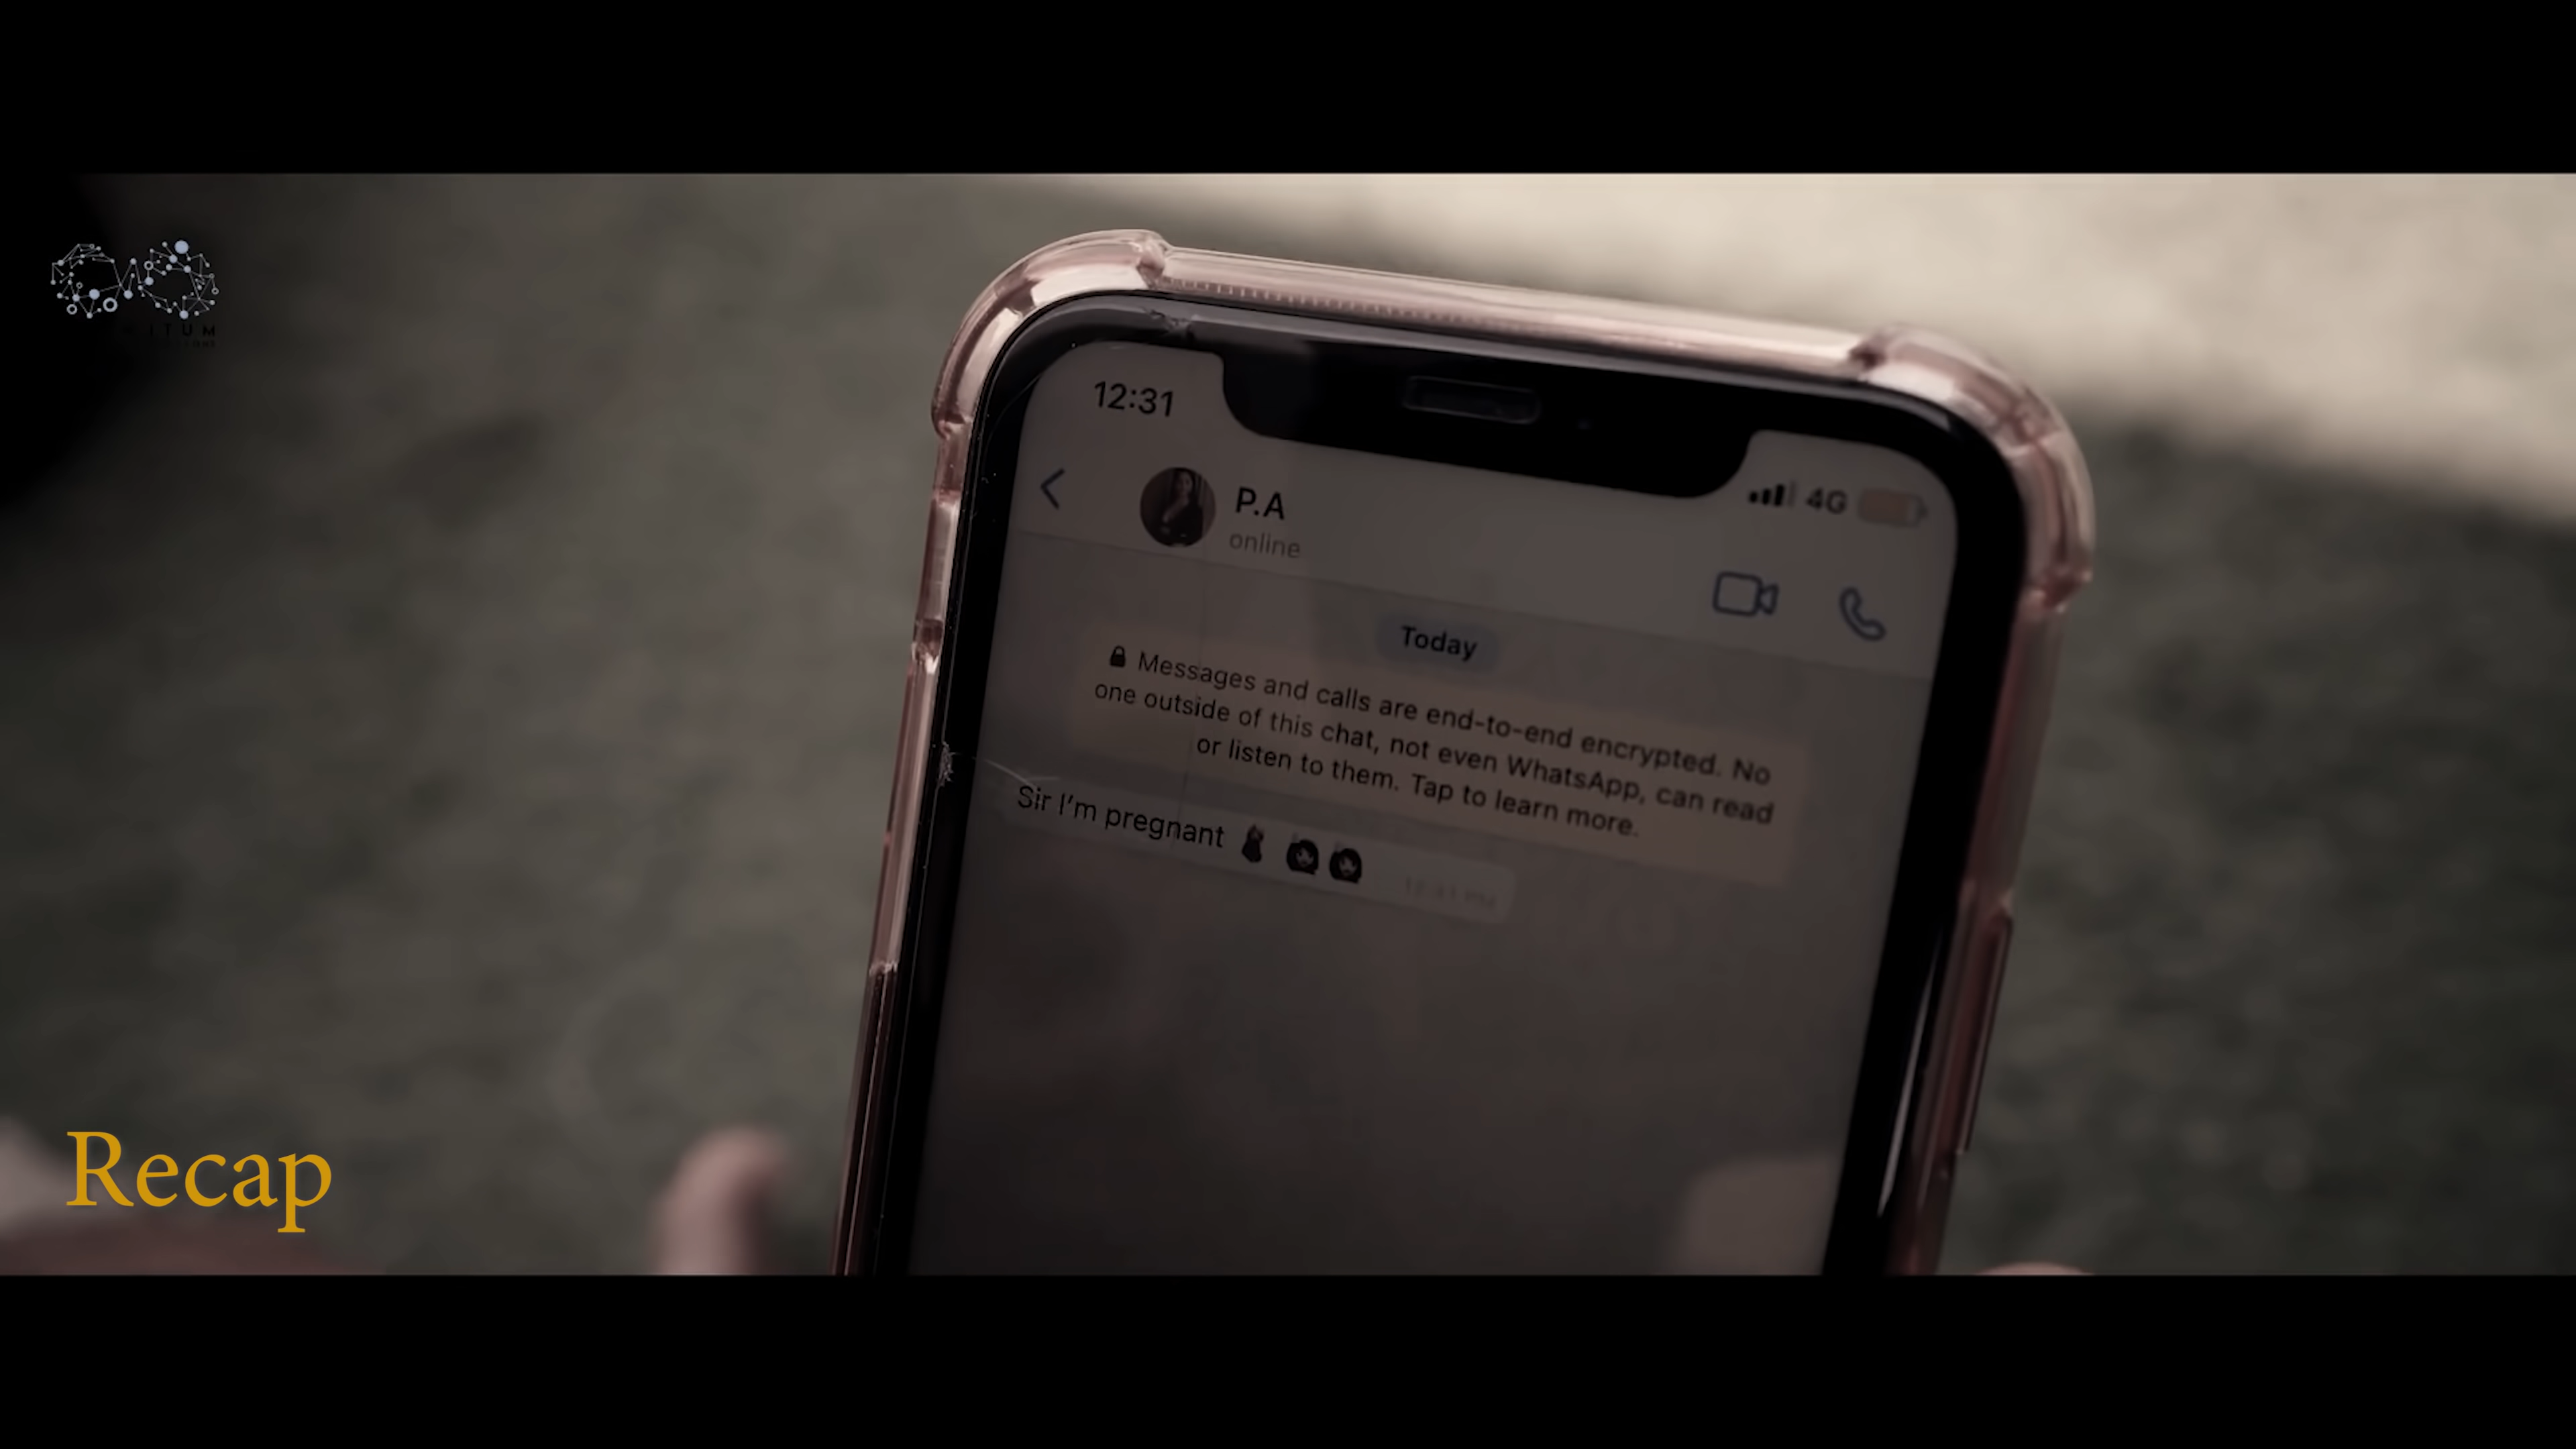 12:31
4G
P.A
online
Today
Messages and calls are end-to-end encrypted. No
one outside of this chat, not even WhatsApp, can read
or listen to them. Tap to learn more.
Sir I'm pregnant
Recap